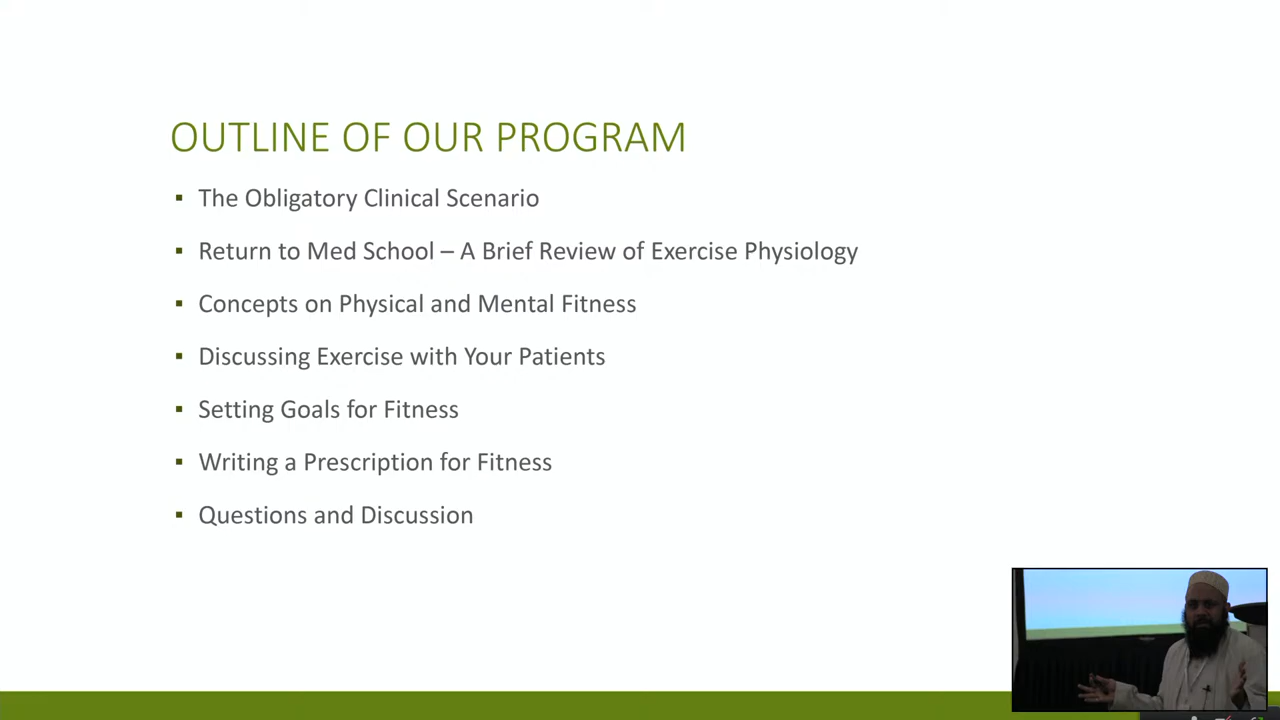 OUTLINE OF OUR PROGRAM
▪ The Obligatory Clinical Scenario
▪ Return to Med School – A Brief Review of Exercise Physiology
▪ Concepts on Physical and Mental Fitness
▪ Discussing Exercise with Your Patients
▪ Setting Goals for Fitness
▪ Writing a Prescription for Fitness
▪ Questions and Discussion